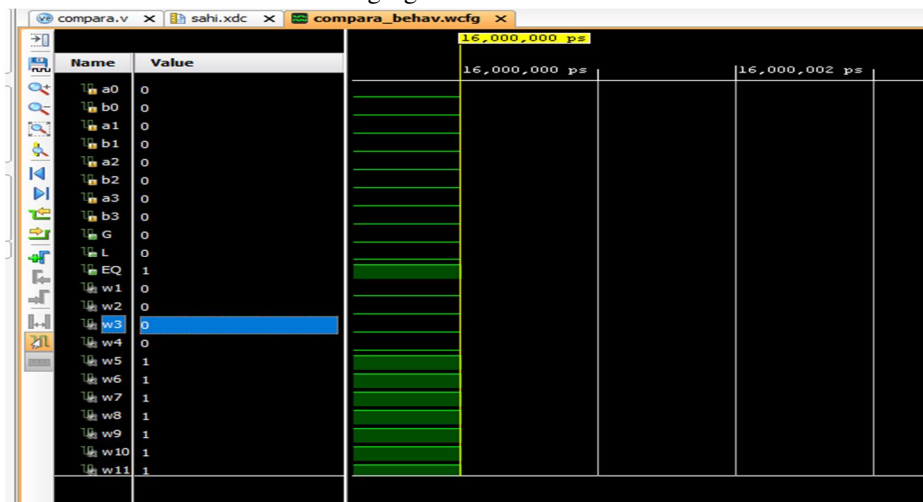 compara.v × sahi.xdc × compara_behav.wcfg ×
16,000,000 ps
Name Value
16,000,000 ps 16,000,002 ps
a0 0
b0 0
a1 0
b1 0
a2 0
b2 0
a3 0
b3 0
G 0
L 0
EQ 1
w1 0
w2 0
w3 0
w4 0
w5 1
w6 1
w7 1
w8 1
w9 1
w10 1
w11 1